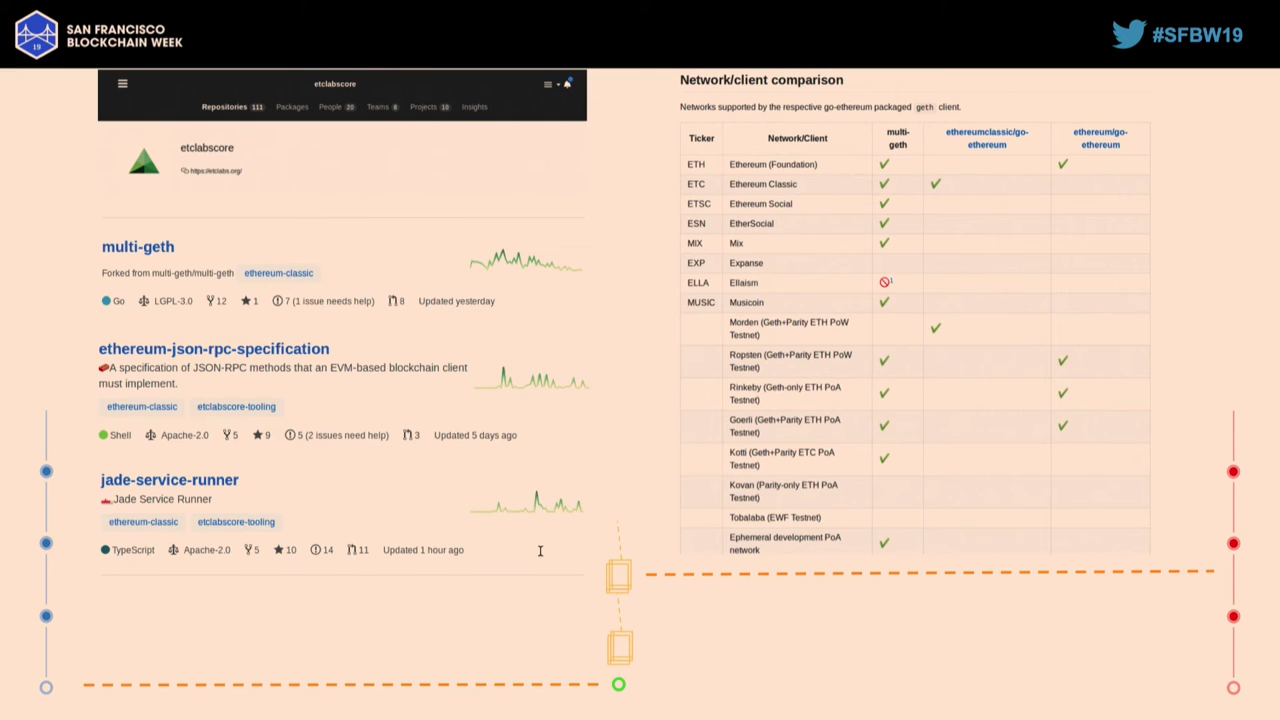 SAN FRANCISCO
BLOCKCHAIN WEEK
19
#SFBW19
etclabscore
Repositories 111 Packages People 20 Teams 8 Projects 10 Insights
etclabscore
https://etclabs.org/
multi-geth
Forked from multi-geth/multi-geth ethereum-classic
Go LGPL-3.0 12 1 7 (1 issue needs help) 8 Updated yesterday
ethereum-json-rpc-specification
A specification of JSON-RPC methods that an EVM-based blockchain client
must implement.
ethereum-classic etclabscore-tooling
Shell Apache-2.0 5 9 5 (2 issues need help) 3 Updated 5 days ago
jade-service-runner
Jade Service Runner
ethereum-classic etclabscore-tooling
TypeScript Apache-2.0 5 10 14 11 Updated 1 hour ago
Network/client comparison
Networks supported by the respective go-ethereum packaged geth client.
Ticker Network/Client multi-geth ethereumclassic/go-ethereum ethereum/go-ethereum
ETH Ethereum (Foundation) ✔ ✔
ETC Ethereum Classic ✔ ✔
ETSC Ethereum Social ✔
ESN EtherSocial ✔
MIX Mix ✔
EXP Expanse
ELLA Ellaism 🚫1
MUSIC Musicoin ✔
Morden (Geth+Parity ETH PoW
Testnet) ✔
Ropsten (Geth+Parity ETH PoW
Testnet) ✔ ✔
Rinkeby (Geth-only ETH PoA
Testnet) ✔ ✔
Goerli (Geth+Parity ETH PoA
Testnet) ✔ ✔
Kotti (Geth+Parity ETC PoA
Testnet) ✔
Kovan (Parity-only ETH PoA
Testnet)
Tobalaba (EWF Testnet)
Ephemeral development PoA
network ✔